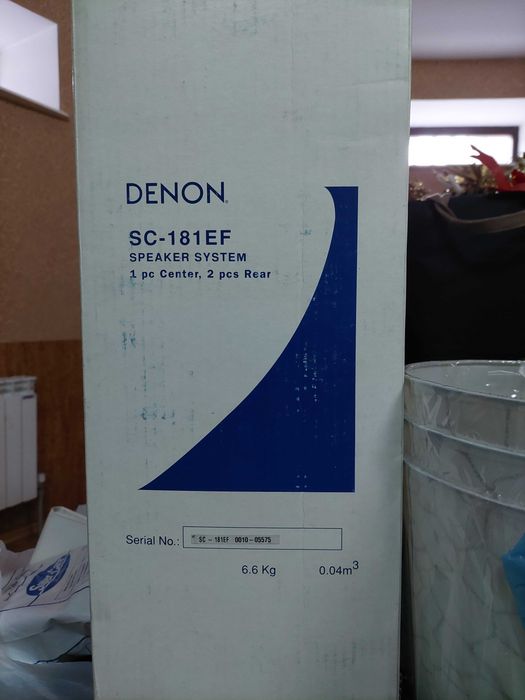 DENON
SC-181EF
SPEAKER SYSTEM
1 pc Center, 2 pcs Rear
Serial No.: SC - 181EF 0010-05575
6.6 Kg 0.04m³